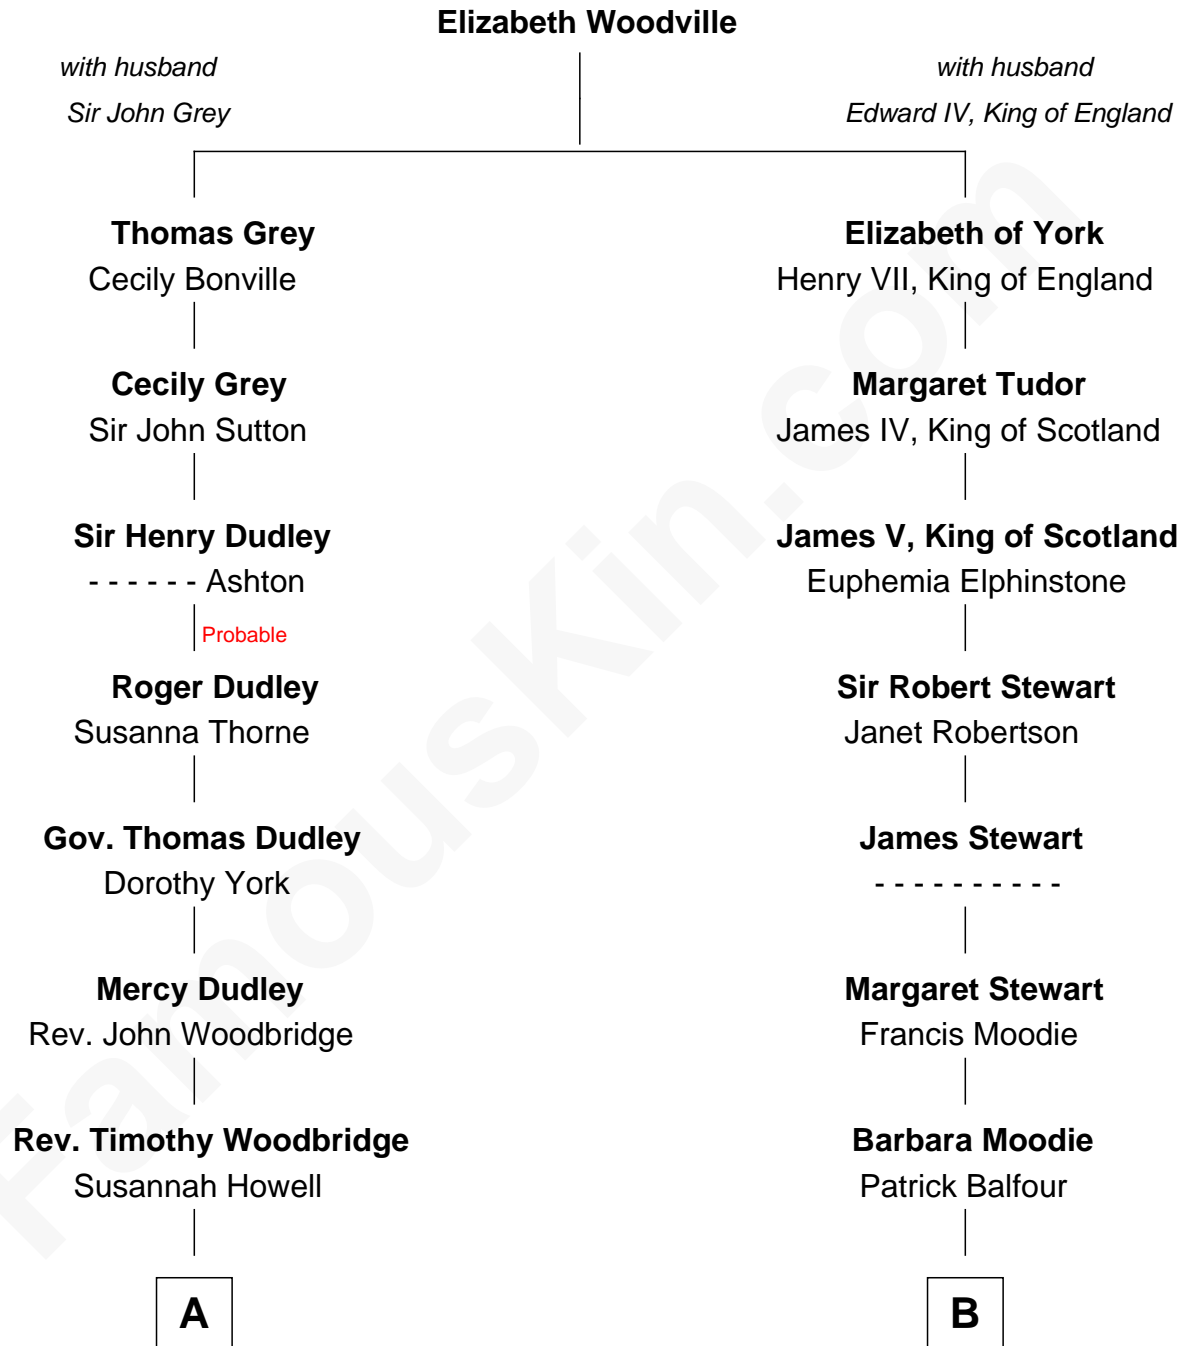 Elizabeth Woodville
with husband
Sir John Grey
with husband
Edward IV, King of England
Thomas Grey
Cecily Bonville
Elizabeth of York
Henry VII, King of England
Cecily Grey
Sir John Sutton
Margaret Tudor
James IV, King of Scotland
Sir Henry Dudley
- - - - - - Ashton
James V, King of Scotland
Euphemia Elphinstone
Probable
Roger Dudley
Susanna Thorne
Sir Robert Stewart
Janet Robertson
Gov. Thomas Dudley
Dorothy York
James Stewart
- - - - - - - - - -
Mercy Dudley
Rev. John Woodbridge
Margaret Stewart
Francis Moodie
Rev. Timothy Woodbridge
Susannah Howell
Barbara Moodie
Patrick Balfour
A
B
FamousKin.com